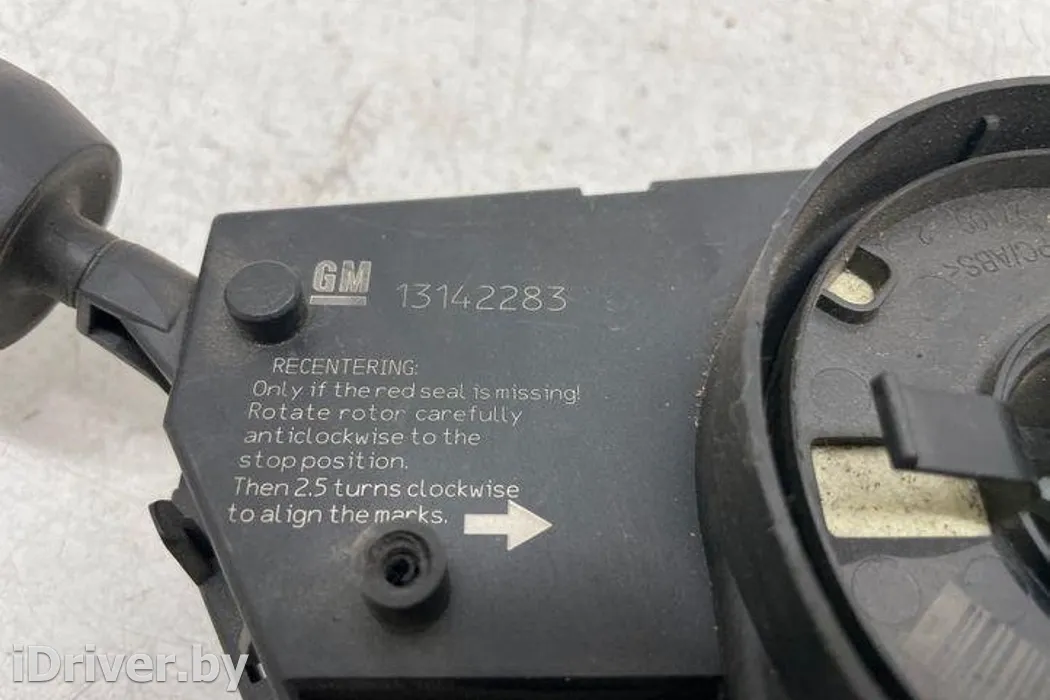 GM 13142283
RECENTERING:
Only if the red seal is missing!
Rotate rotor carefully
anticlockwise to the
stop position.
Then 2.5 turns clockwise
to align the marks.
iDriver.by